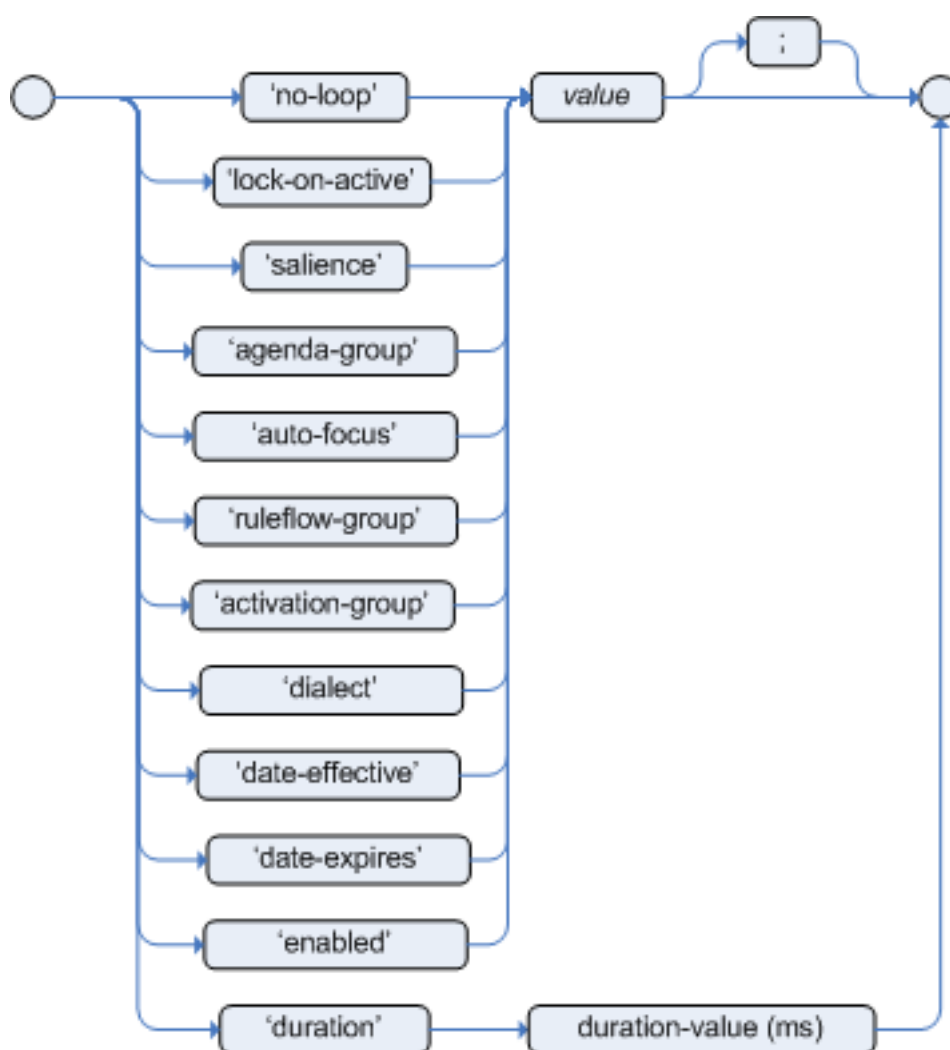 ;
‘no-loop’ value
‘lock-on-active’
‘salience’
‘agenda-group’
‘auto-focus’
‘ruleflow-group’
‘activation-group’
‘dialect’
‘date-effective’
‘date-expires’
‘enabled’
‘duration’ duration-value (ms)